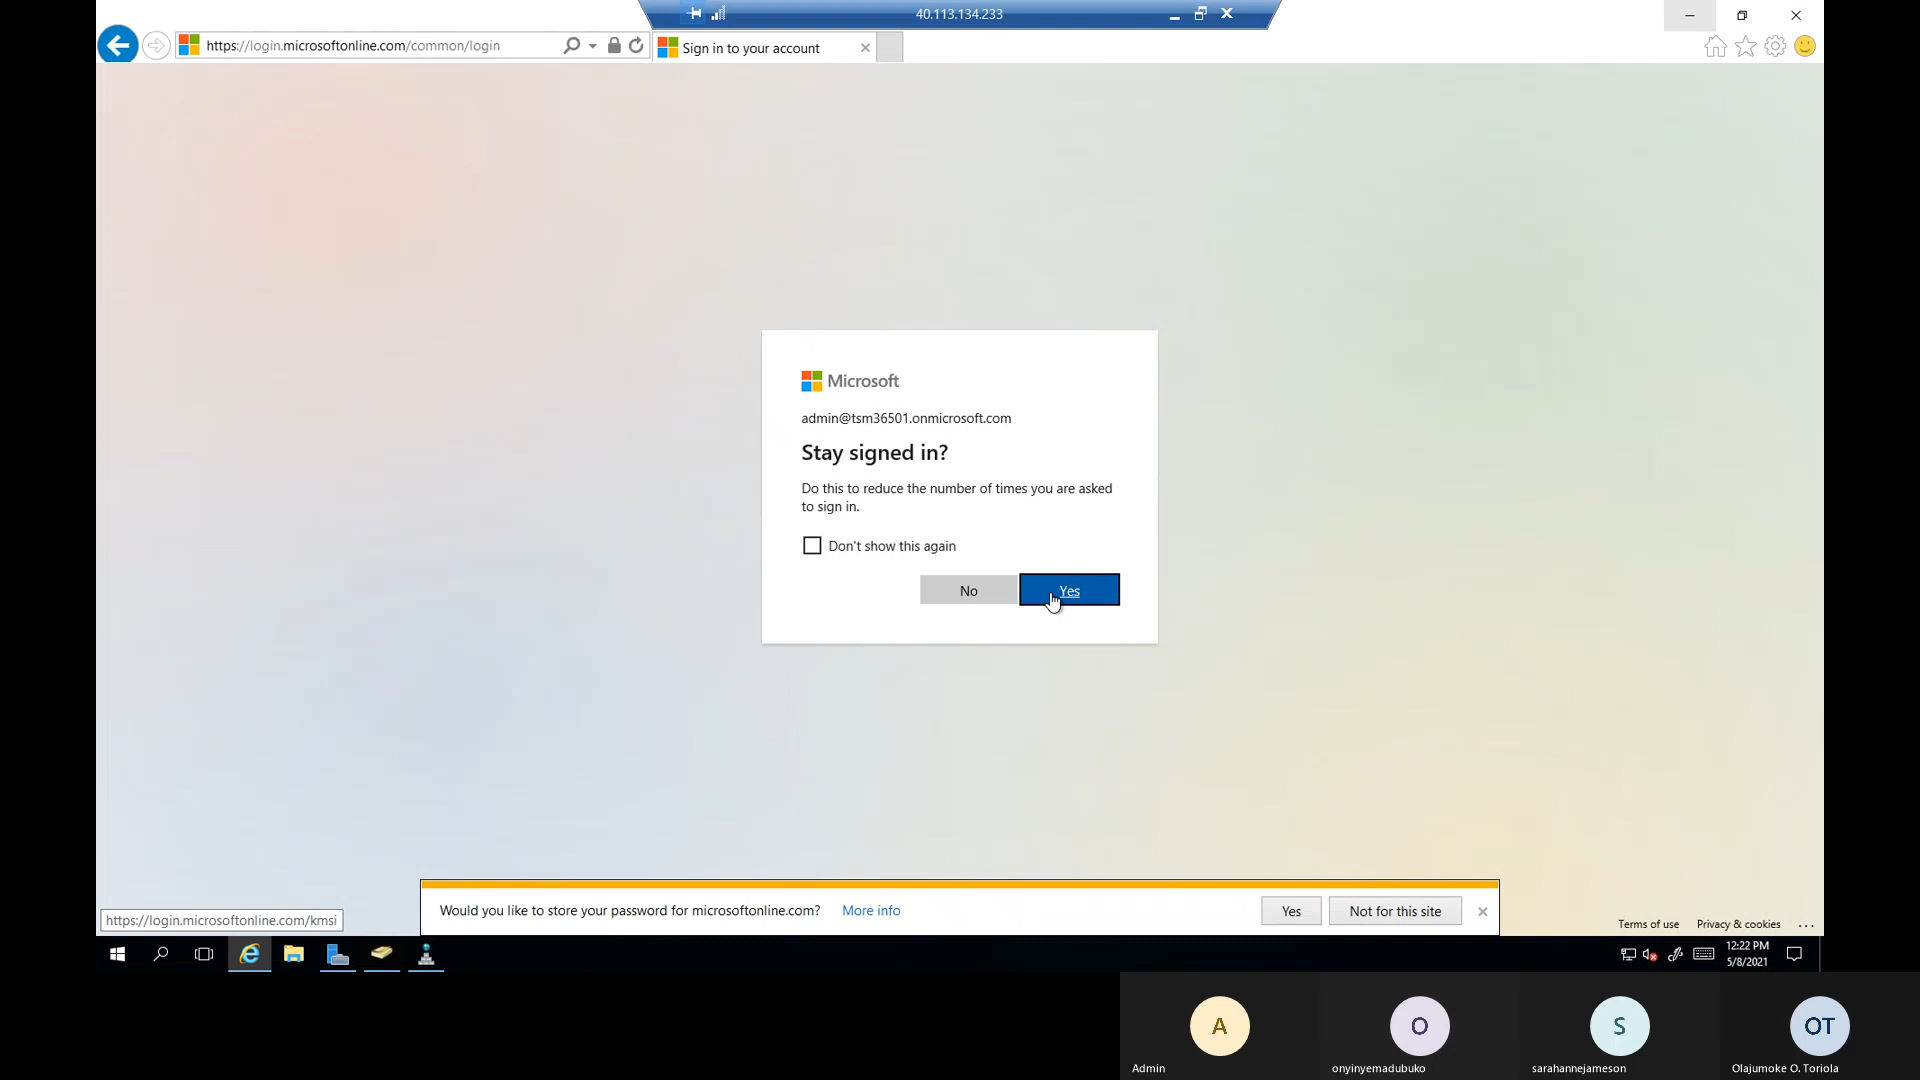 40.113.134.233
https://login.microsoftonline.com/common/login
Sign in to your account
Microsoft
admin@tsm36501.onmicrosoft.com
Stay signed in?
Do this to reduce the number of times you are asked
to sign in.
Don't show this again
No
Yes
Would you like to store your password for microsoftonline.com?
More info
Yes
Not for this site
https://login.microsoftonline.com/kmsi
Terms of use
Privacy & cookies
...
12:22 PM
5/8/2021
A
O
S
OT
Admin
onyinyemadubuko
sarahannejameson
Olajumoke O. Toriola